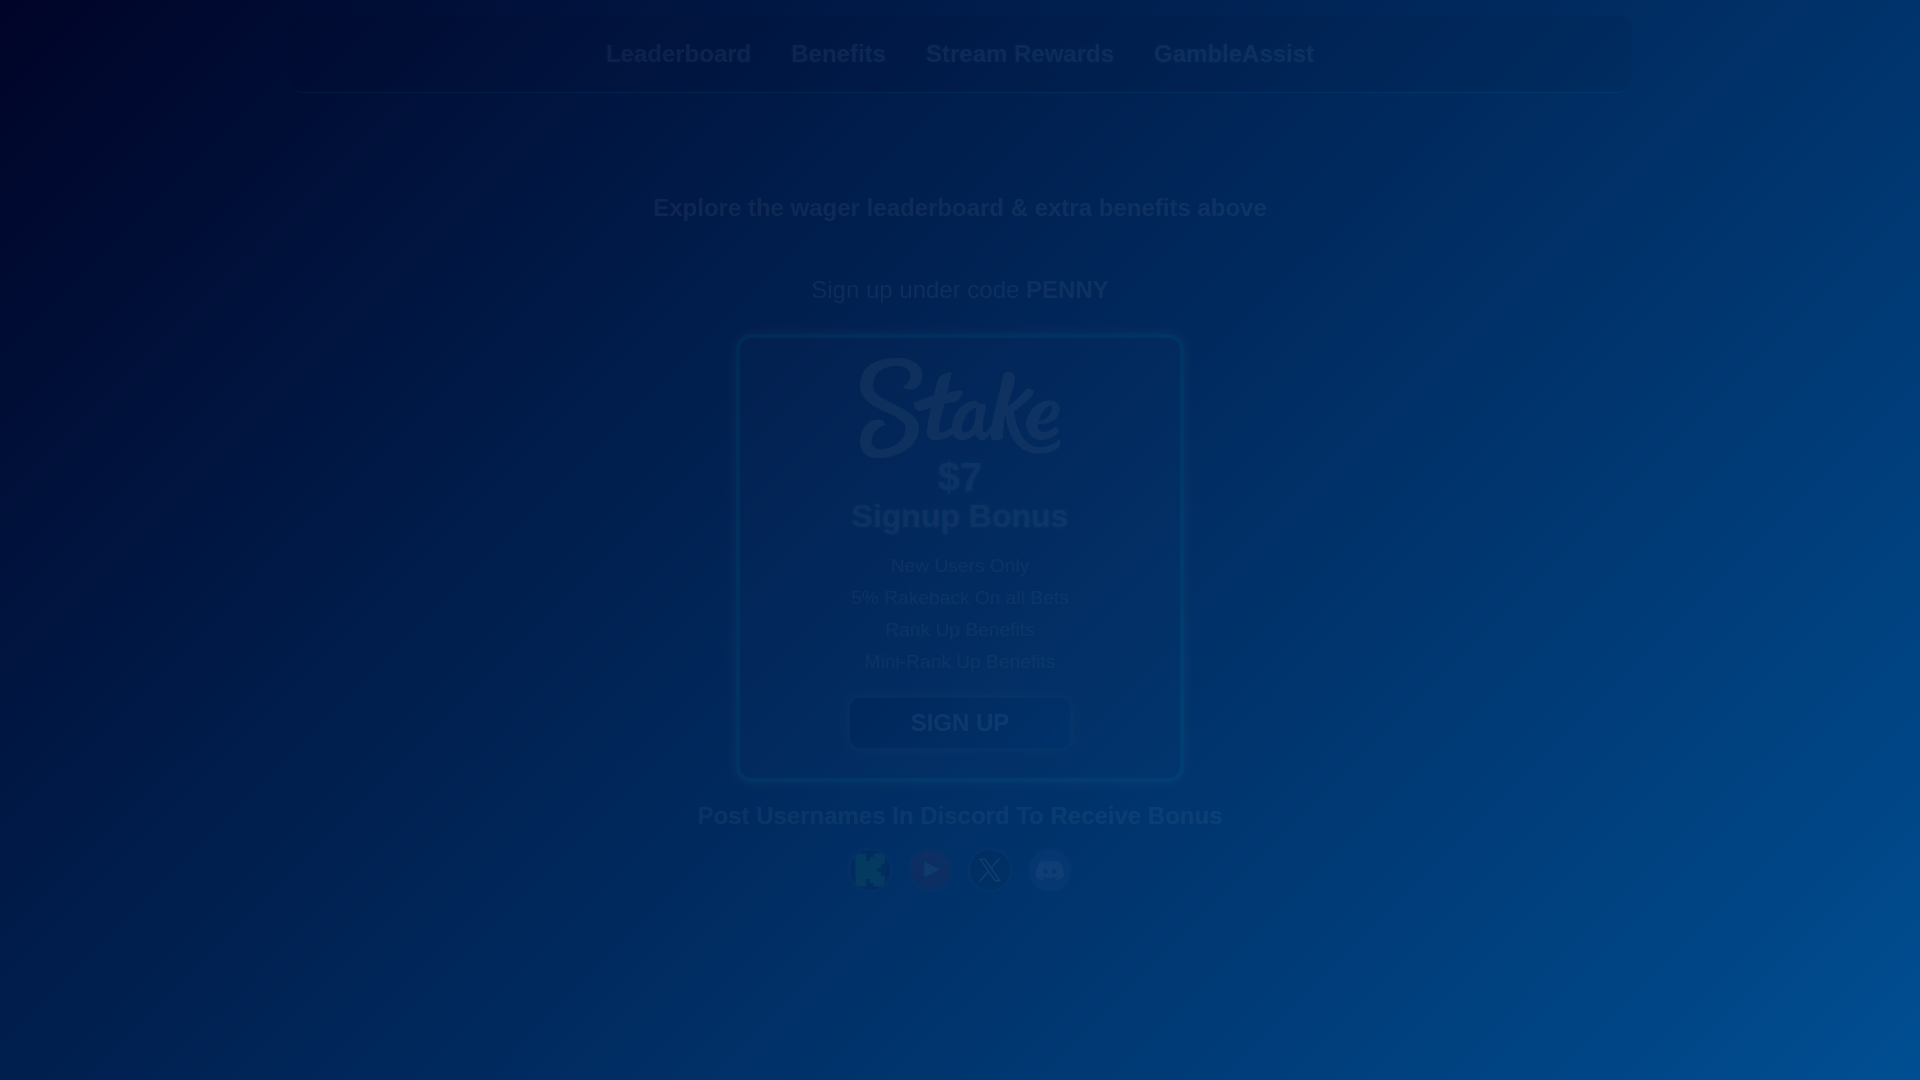 Leaderboard Benefits Stream Rewards GambleAssist
Explore the wager leaderboard & extra benefits above
Sign up under code PENNY
Stake
$7
Signup Bonus
New Users Only
5% Rakeback On all Bets
Rank Up Benefits
Mini-Rank Up Benefits
SIGN UP
Post Usernames In Discord To Receive Bonus